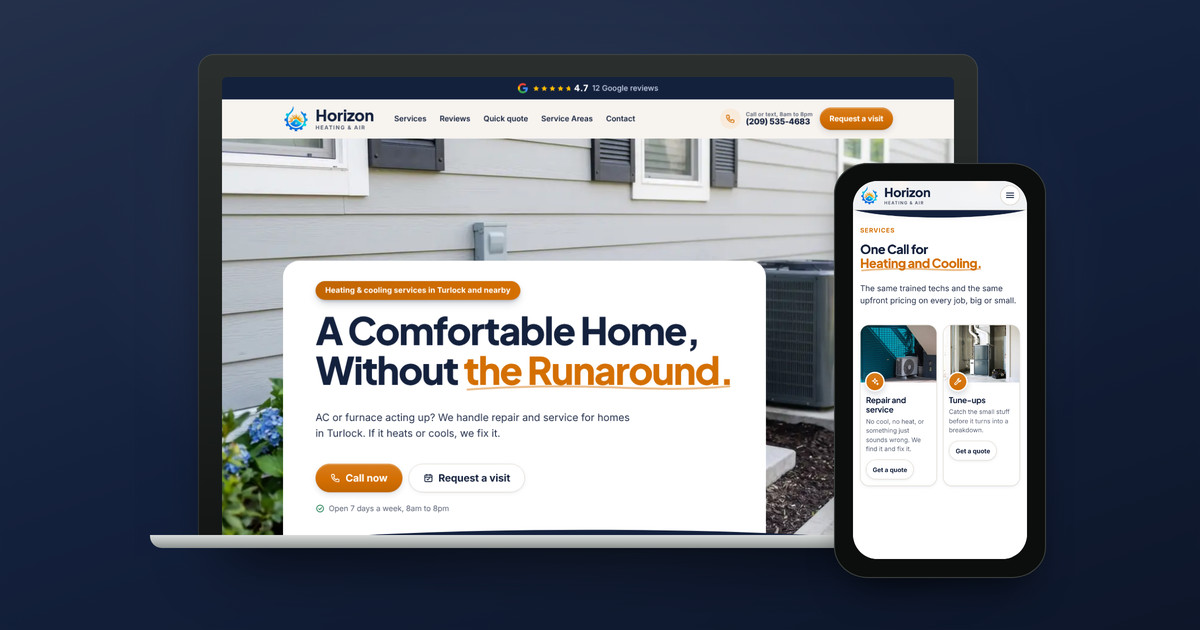 4.7 12 Google reviews
Horizon
HEATING & AIR
Services Reviews Quick quote Service Areas Contact
Call or text, 8am to 8pm
(209) 535-4683
Request a visit
Heating & cooling services in Turlock and nearby
A Comfortable Home,
Without the Runaround.
AC or furnace acting up? We handle repair and service for homes
in Turlock. If it heats or cools, we fix it.
Call now
Request a visit
Open 7 days a week, 8am to 8pm
Horizon
HEATING & AIR
SERVICES
One Call for
Heating and Cooling.
The same trained techs and the same
upfront pricing on every job, big or small.
Repair and
service
No cool, no heat, or
something just
sounds wrong. We
find it and fix it.
Get a quote
Tune-ups
Catch the small stuff
before it turns into a
breakdown.
Get a quote